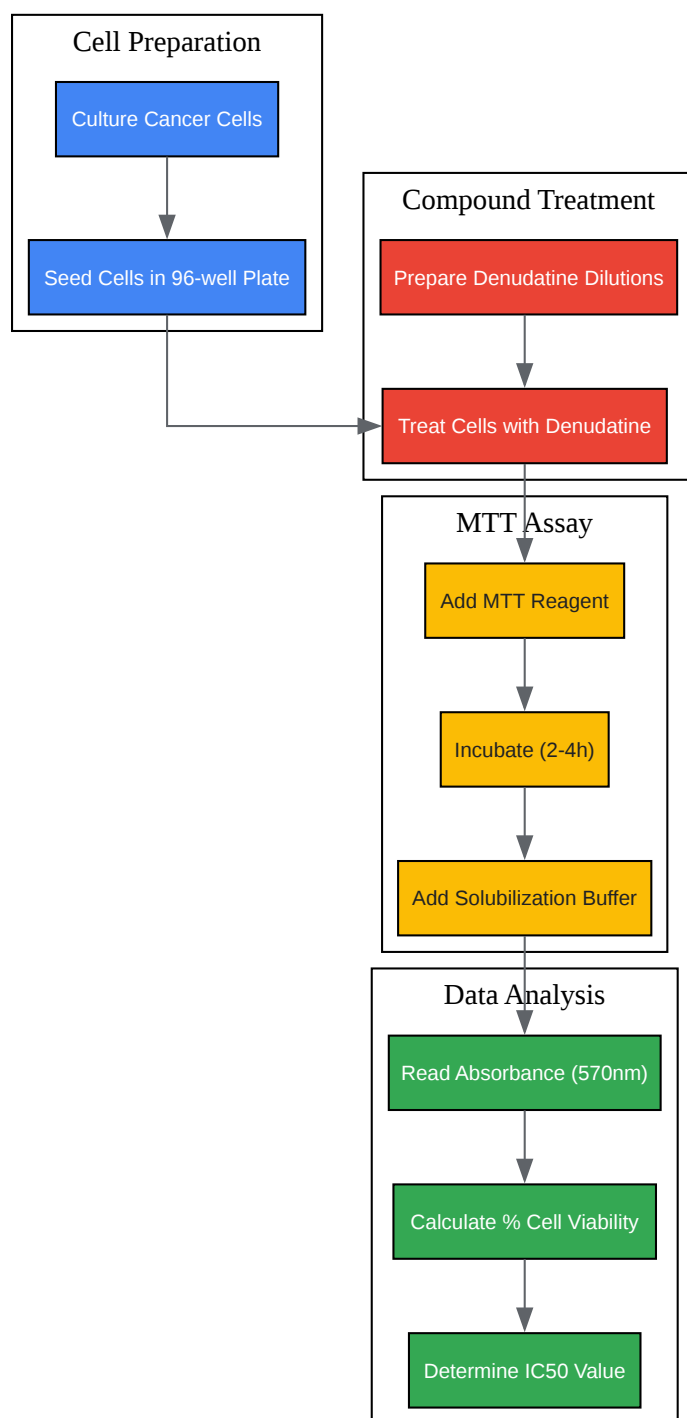 Cell Preparation
Culture Cancer Cells
Seed Cells in 96-well Plate
Compound Treatment
Prepare Denudatine Dilutions
Treat Cells with Denudatine
MTT Assay
Add MTT Reagent
Incubate (2-4h)
Add Solubilization Buffer
Data Analysis
Read Absorbance (570nm)
Calculate % Cell Viability
Determine IC50 Value